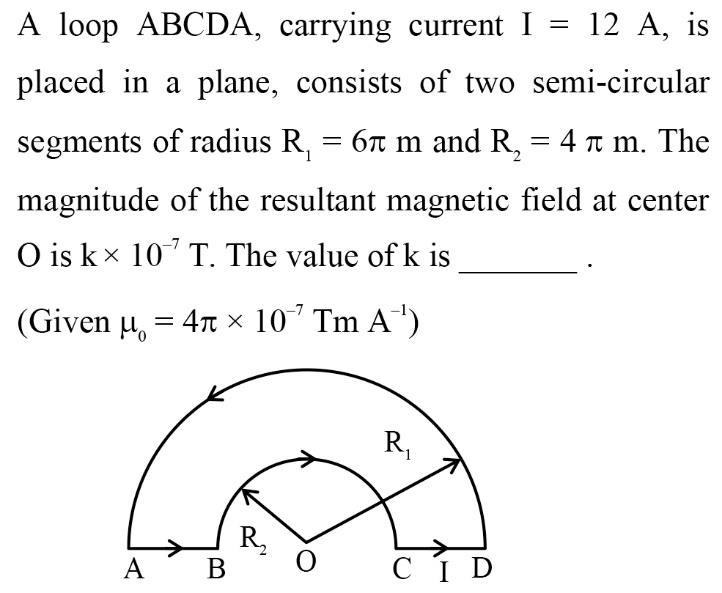 A loop ABCDA, carrying current I = 12 A, is
placed in a plane, consists of two semi-circular
segments of radius R₁ = 6π m and R₂ = 4 π m. The
magnitude of the resultant magnetic field at center
O is k × 10⁻⁷ T. The value of k is ________ .
(Given μ₀ = 4π × 10⁻⁷ Tm A⁻¹)
R₁
R₂
A B O C I D